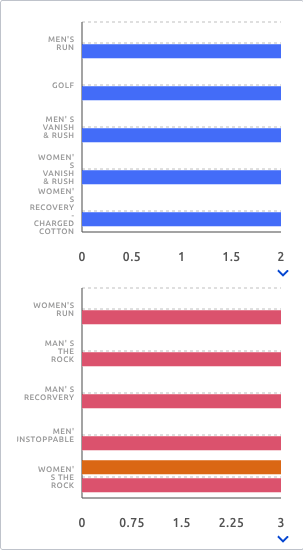 MEN'S
RUN
GOLF
MEN' S
VANISH
& RUSH
WOMEN'
S
VANISH
& RUSH
WOMEN'
S
RECOVERY
-
CHARGED
COTTON
0 0.5 1 1.5 2
WOMEN'S
RUN
MAN' S
THE
ROCK
MAN' S
RECORVERY
MEN'
INSTOPPABLE
WOMEN'
S THE
ROCK
0 0.75 1.5 2.25 3